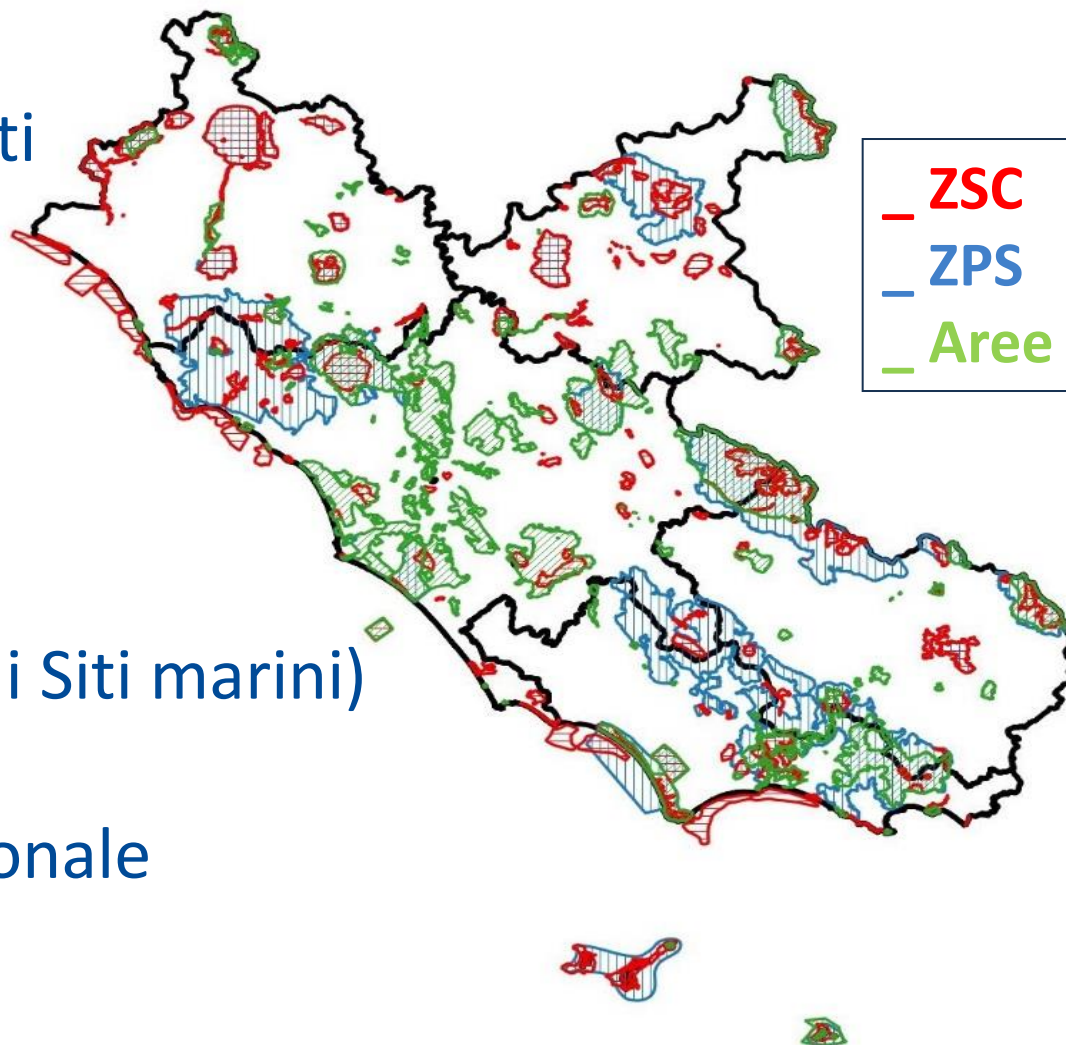 ti
_ ZSC
_ ZPS
_ Aree
i Siti marini)
onale